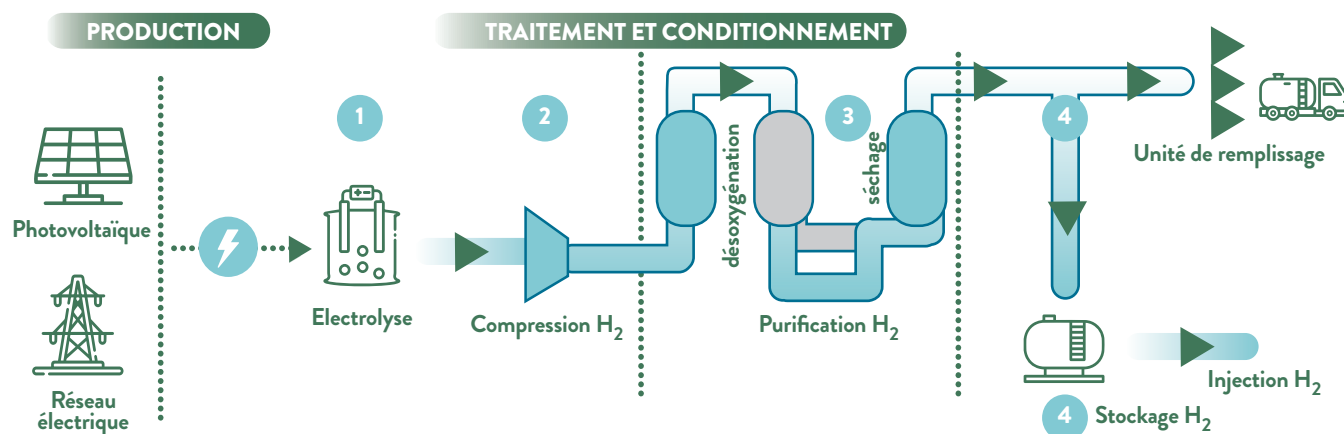 PRODUCTION
TRAITEMENT ET CONDITIONNEMENT
1
2
3
4
Photovoltaïque
Réseau
électrique
Electrolyse
Compression H₂
désoxygénation
séchage
Purification H₂
Unité de remplissage
Injection H₂
4 Stockage H₂